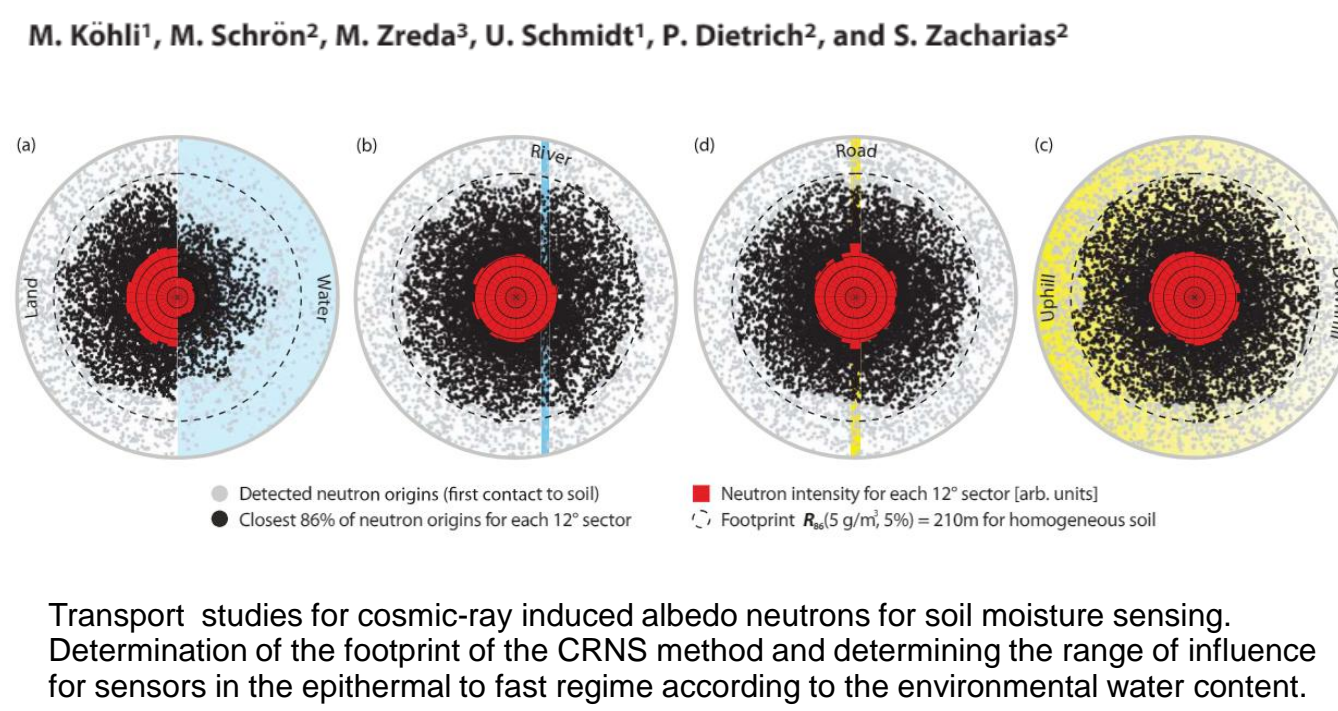 M. Köhli¹, M. Schrön², M. Zreda³, U. Schmidt¹, P. Dietrich², and S. Zacharias²
(a)
(b)
(d)
(c)
River
Road
Land
Water
Uphill
Detected neutron origins (first contact to soil)
Closest 86% of neutron origins for each 12° sector
Neutron intensity for each 12° sector [arb. units]
Footprint R₈₆(5 g/m³, 5%) = 210m for homogeneous soil
Transport studies for cosmic-ray induced albedo neutrons for soil moisture sensing.
Determination of the footprint of the CRNS method and determining the range of influence
for sensors in the epithermal to fast regime according to the environmental water content.